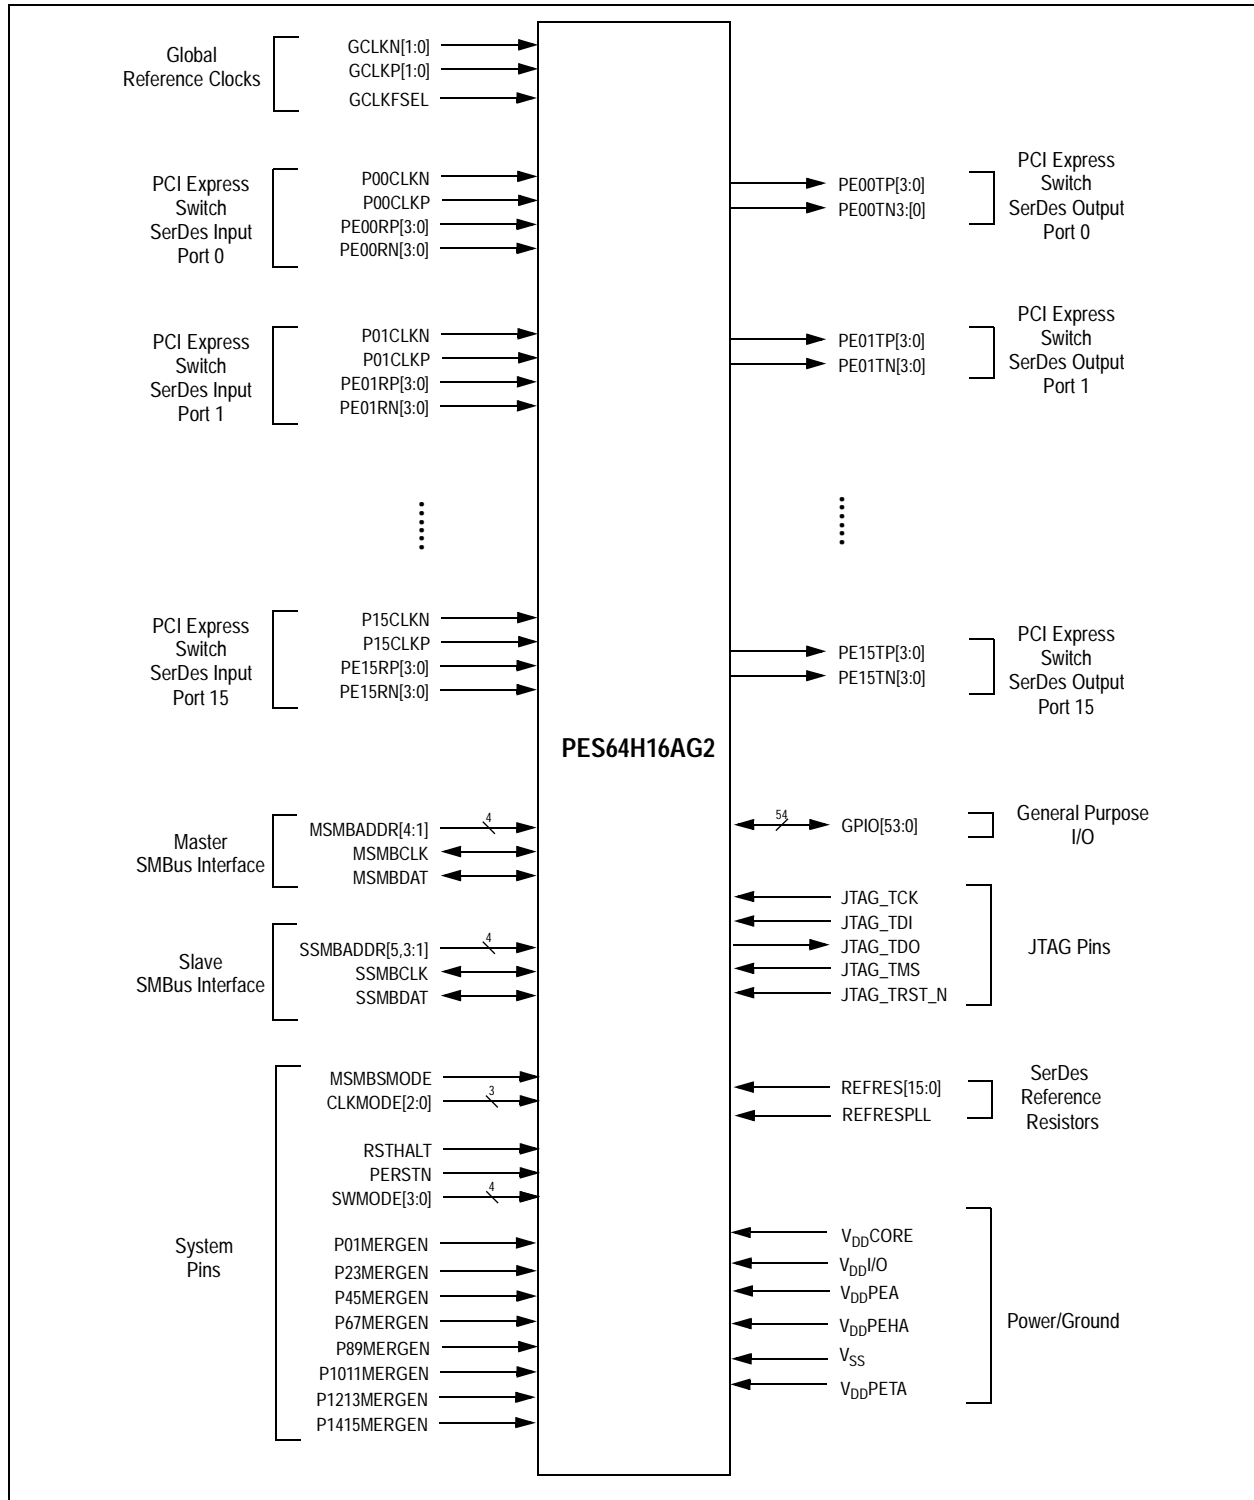 Global
Reference Clocks
GCLKN[1:0]
GCLKP[1:0]
GCLKFSEL
PCI Express
Switch
SerDes Input
Port 0
P00CLKN
P00CLKP
PE00RP[3:0]
PE00RN[3:0]
PE00TP[3:0]
PE00TN3:[0]
PCI Express
Switch
SerDes Output
Port 0
PCI Express
Switch
SerDes Input
Port 1
P01CLKN
P01CLKP
PE01RP[3:0]
PE01RN[3:0]
PE01TP[3:0]
PE01TN[3:0]
PCI Express
Switch
SerDes Output
Port 1
PCI Express
Switch
SerDes Input
Port 15
P15CLKN
P15CLKP
PE15RP[3:0]
PE15RN[3:0]
PE15TP[3:0]
PE15TN[3:0]
PCI Express
Switch
SerDes Output
Port 15
PES64H16AG2
Master
SMBus Interface
MSMBADDR[4:1]
4
MSMBCLK
MSMBDAT
54
GPIO[53:0]
General Purpose
I/O
Slave
SMBus Interface
SSMBADDR[5,3:1]
4
SSMBCLK
SSMBDAT
JTAG_TCK
JTAG_TDI
JTAG_TDO
JTAG_TMS
JTAG_TRST_N
JTAG Pins
System
Pins
MSMBSMODE
CLKMODE[2:0]
3
RSTHALT
PERSTN
SWMODE[3:0]
4
P01MERGEN
P23MERGEN
P45MERGEN
P67MERGEN
P89MERGEN
P1011MERGEN
P1213MERGEN
P1415MERGEN
REFRES[15:0]
REFRESPLL
SerDes
Reference
Resistors
VDDCORE
VDDI/O
VDDPEA
VDDPEHA
VSS
VDDPETA
Power/Ground